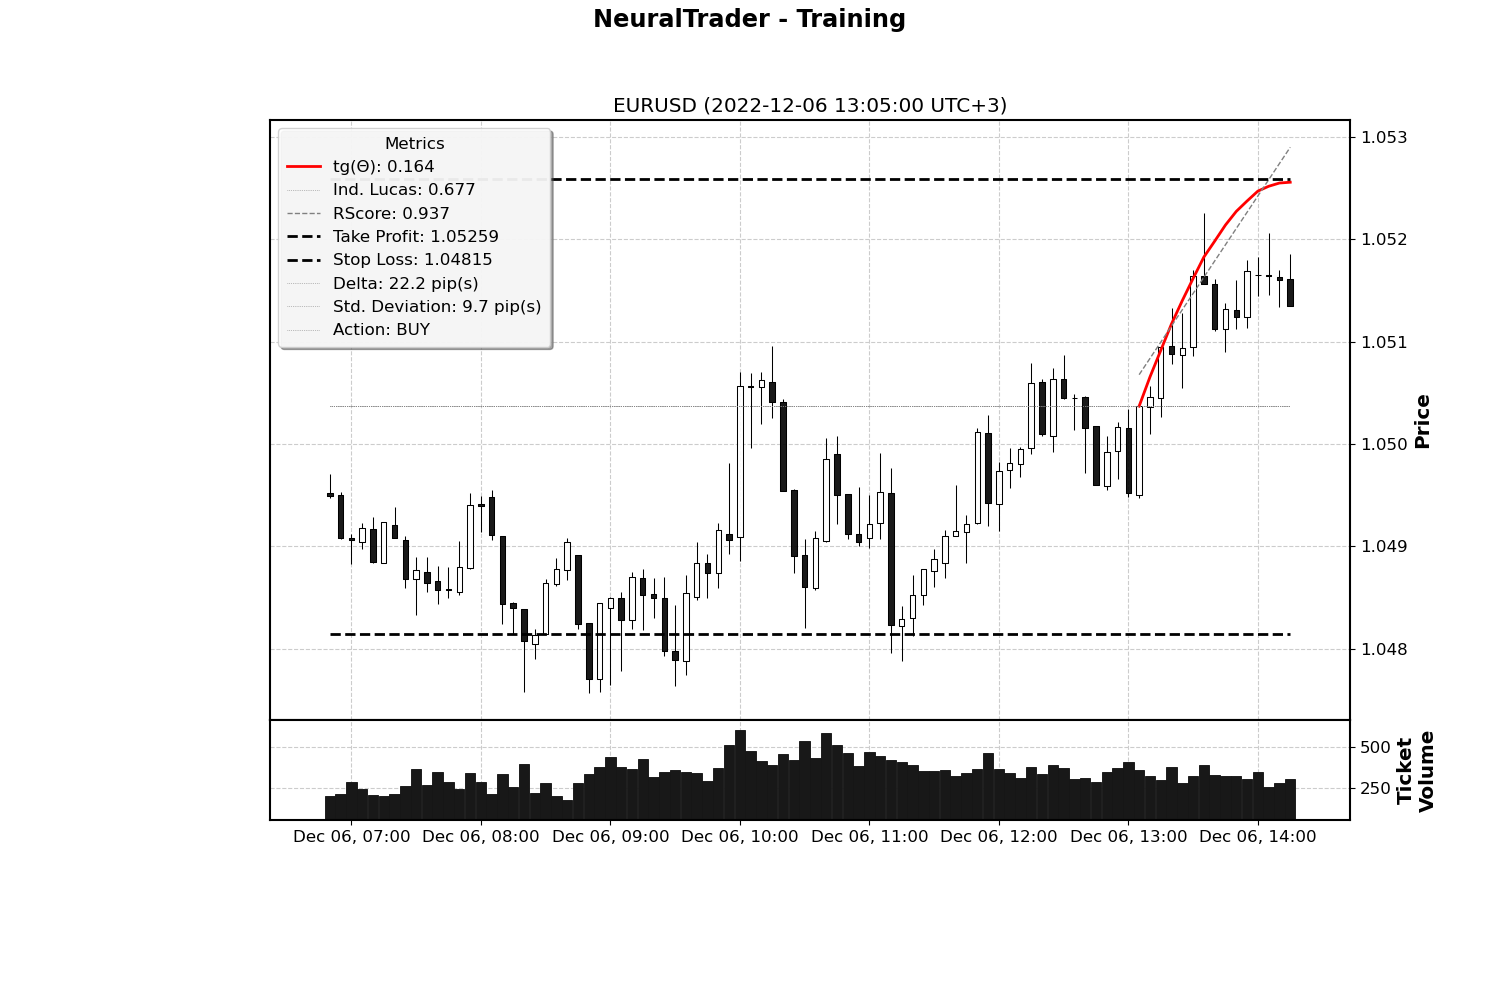 NeuralTrader - Training
EURUSD (2022-12-06 13:05:00 UTC+3)
Metrics
tg(Θ): 0.164
Ind. Lucas: 0.677
RScore: 0.937
Take Profit: 1.05259
Stop Loss: 1.04815
Delta: 22.2 pip(s)
Std. Deviation: 9.7 pip(s)
Action: BUY
1.053
1.052
1.051
1.050
1.049
1.048
Price
500
250
Ticket
Volume
Dec 06, 07:00
Dec 06, 08:00
Dec 06, 09:00
Dec 06, 10:00
Dec 06, 11:00
Dec 06, 12:00
Dec 06, 13:00
Dec 06, 14:00